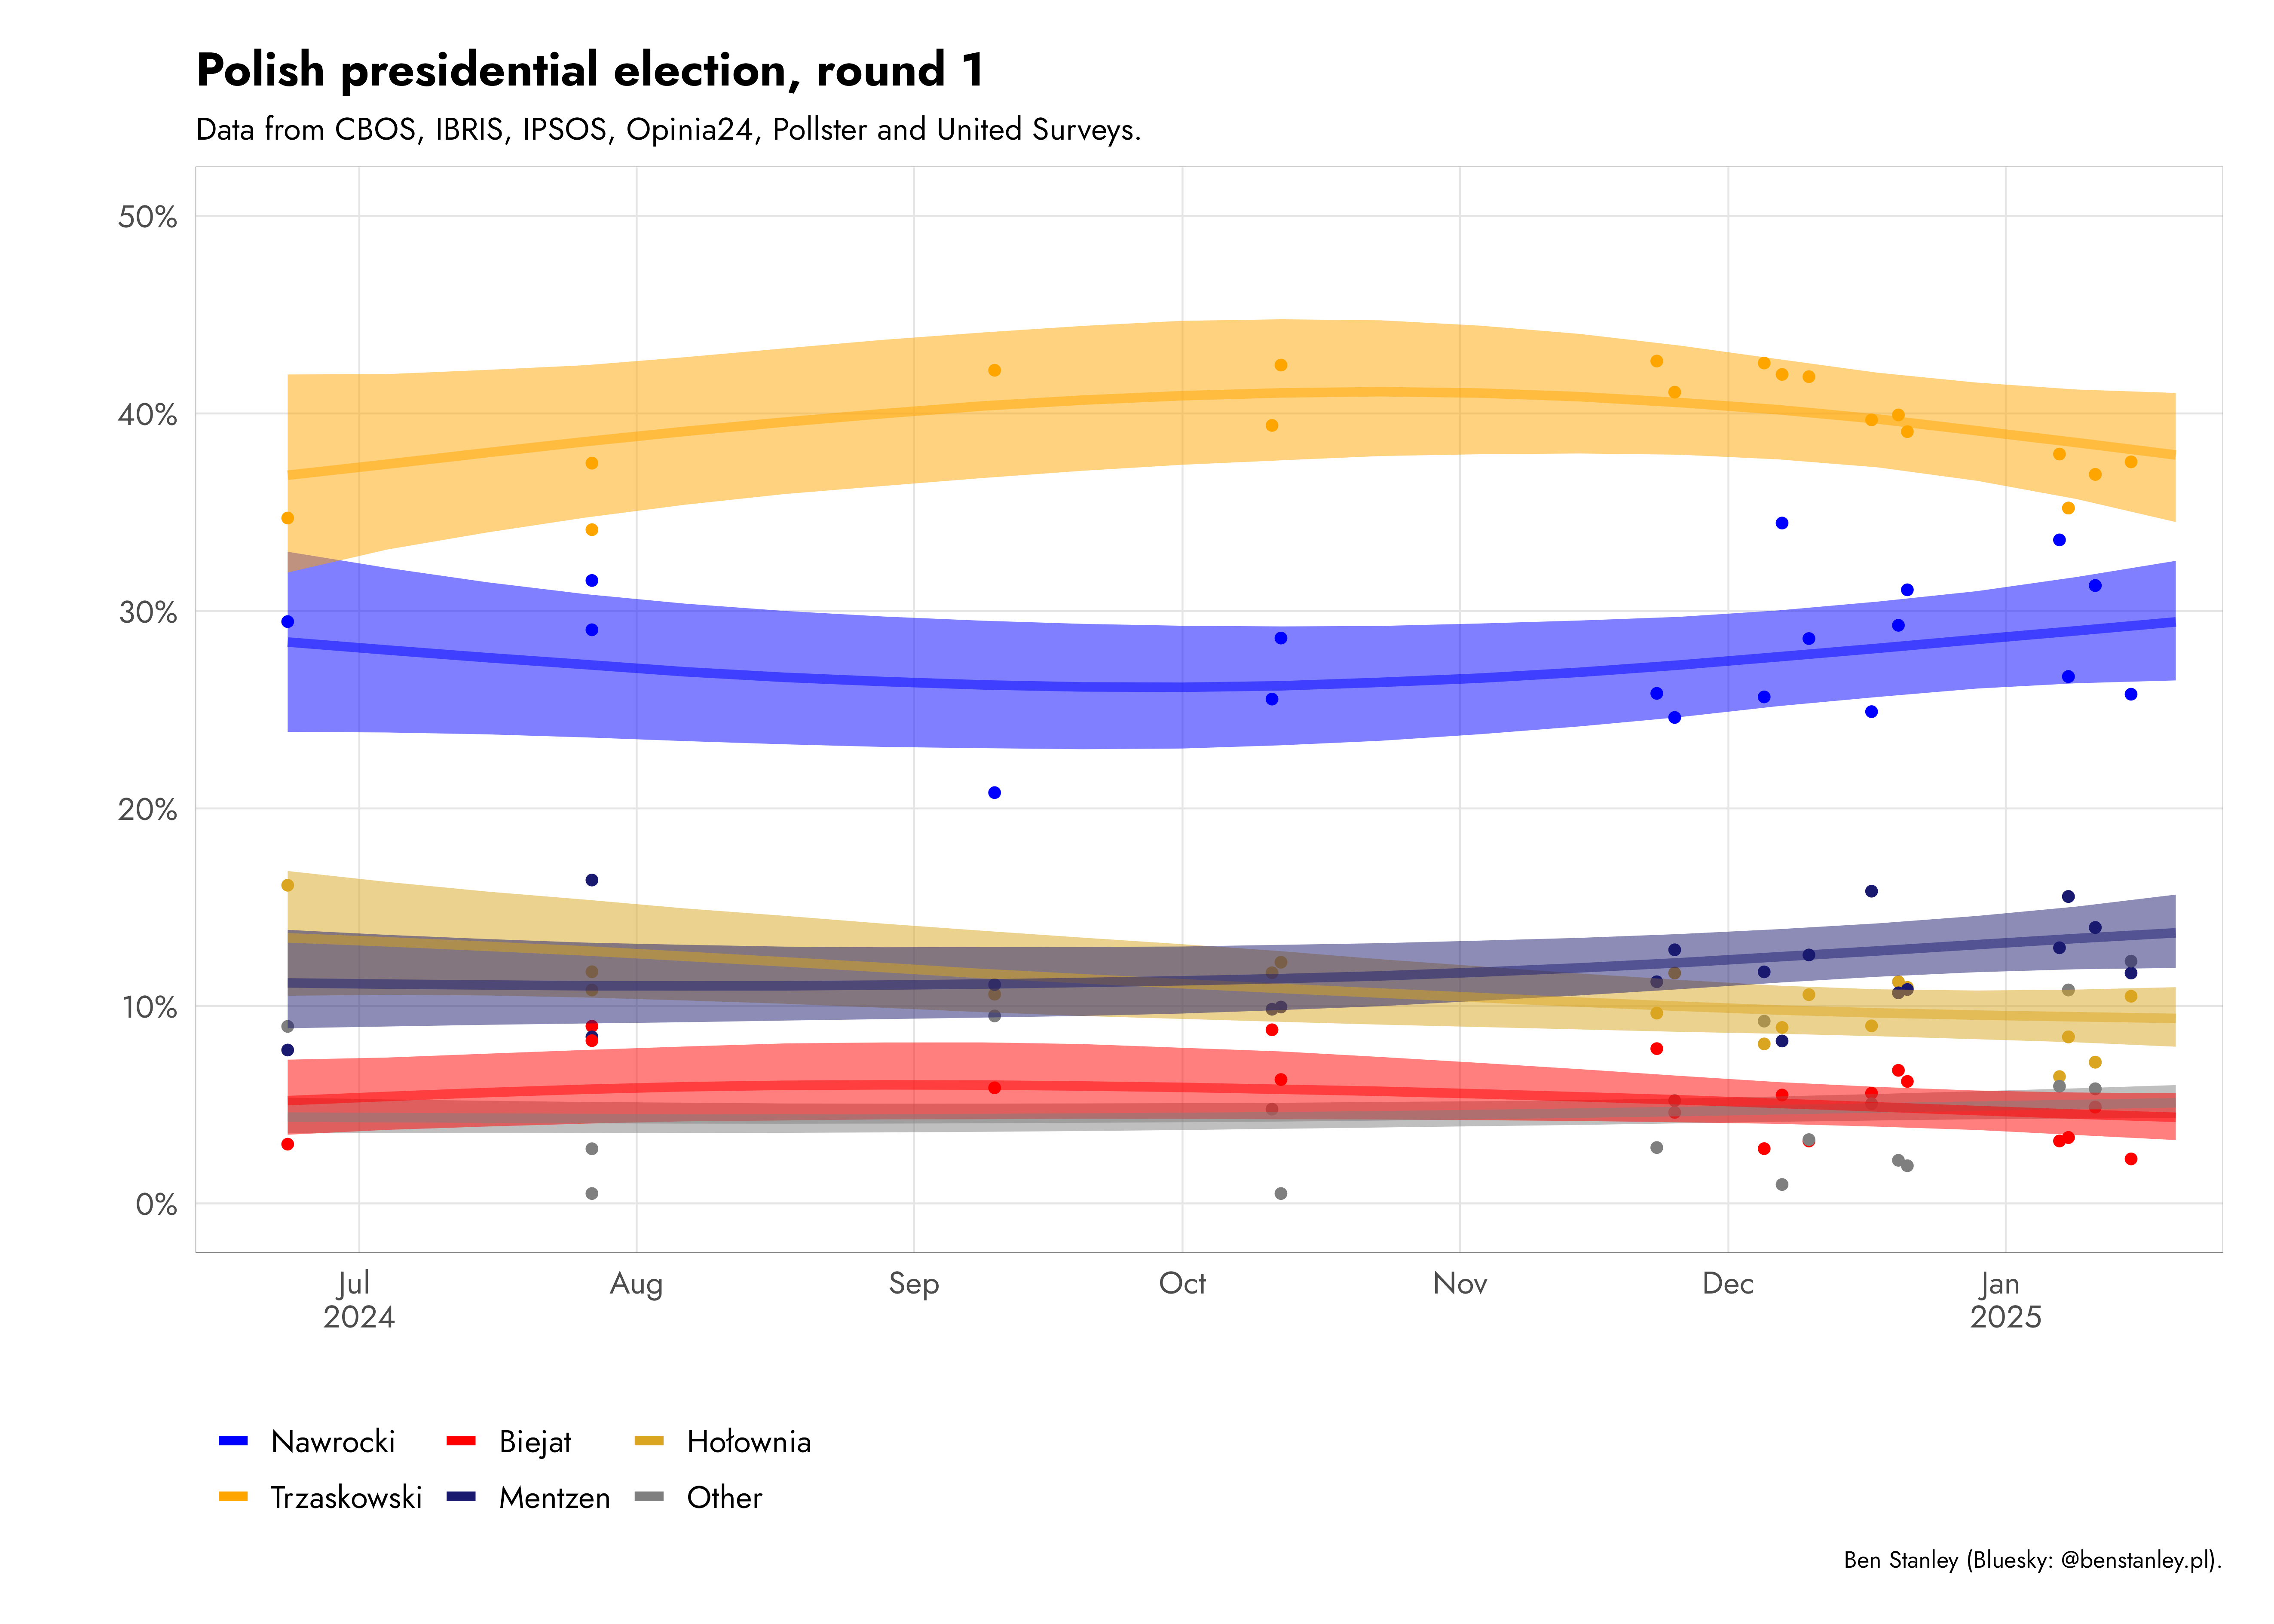 Polish presidential election, round 1
Data from CBOS, IBRIS, IPSOS, Opinia24, Pollster and United Surveys.
50%
40%
30%
20%
10%
0%
Jul Aug Sep Oct Nov Dec Jan
2024 2025
Nawrocki Biejat Hołownia
Trzaskowski Mentzen Other
Ben Stanley (Bluesky: @benstanley.pl).